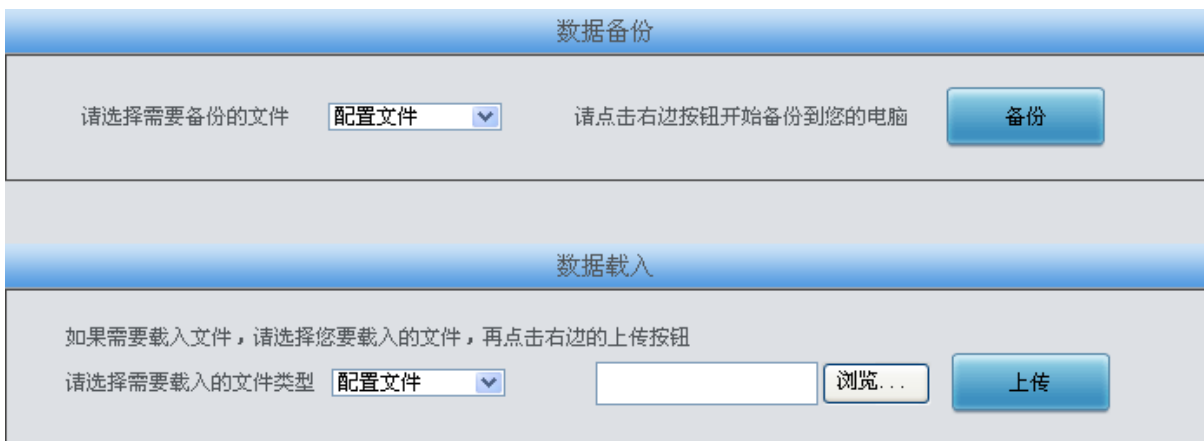 数据备份
请选择需要备份的文件 配置文件 请点击右边按钮开始备份到您的电脑 备份
数据载入
如果需要载入文件，请选择您要载入的文件，再点击右边的上传按钮
请选择需要载入的文件类型 配置文件 浏览... 上传